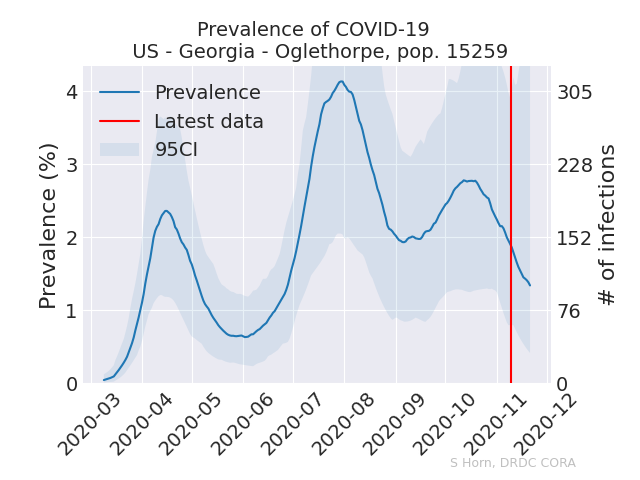 Prevalence of COVID-19
US - Georgia - Oglethorpe, pop. 15259
Prevalence
Latest data
95CI
Prevalence (%)
4
3
2
1
0
305
228
152
76
0
# of infections
2020-03
2020-04
2020-05
2020-06
2020-07
2020-08
2020-09
2020-10
2020-11
2020-12
S Horn, DRDC CORA